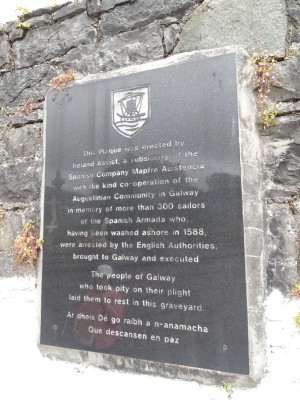 This Plaque was erected by
Ireland Assist, a subsidiary of the
Spanish Company Mapfre Asistencia
with the kind co-operation of the
Augustinian Community in Galway
in memory of more than 300 sailors
of the Spanish Armada who,
having been washed ashore in 1588,
were arrested by the English Authorities,
brought to Galway and executed
The people of Galway
who took pity on their plight
laid them to rest in this graveyard.
Ar dheis Dé go raibh a n-anamacha
Que descansen en paz